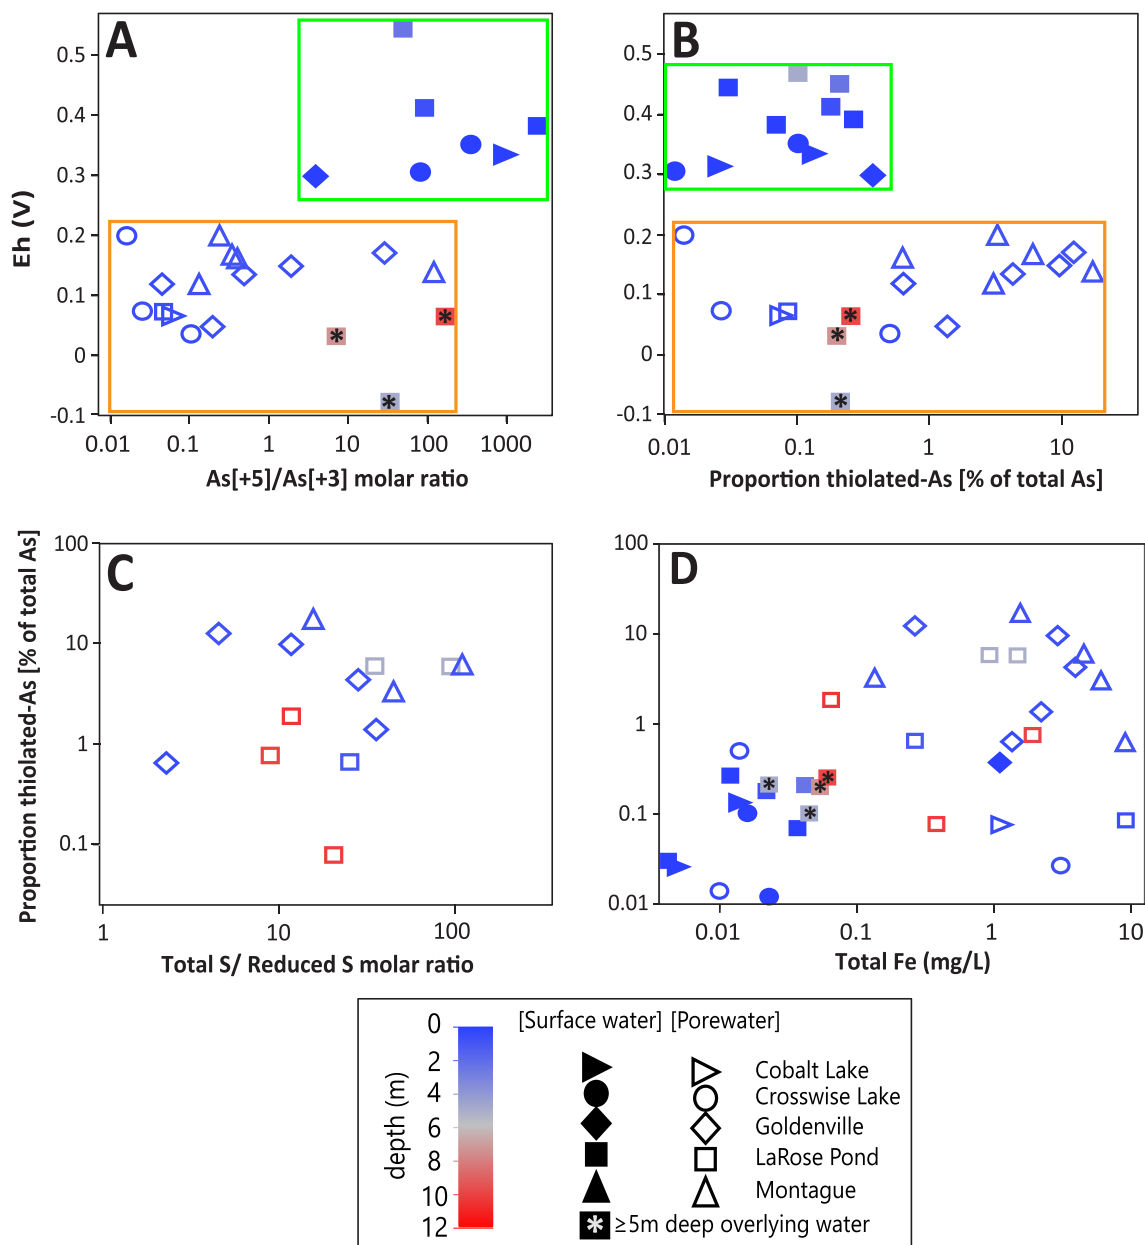 A
B
0.5
0.4
0.3
0.2
0.1
0
-0.1
Eh (V)
0.01 0.1 1 10 100 1000
As[+5]/As[+3] molar ratio
0.5
0.4
0.3
0.2
0.1
0
-0.1
0.01 0.1 1 10
Proportion thiolated-As [% of total As]
C
D
100
10
1
0.1
Proportion thiolated-As [% of total As]
1 10 100
Total S/ Reduced S molar ratio
100
10
1
0.1
0.01
0.01 0.1 1 10
Total Fe (mg/L)
[Surface water] [Porewater]
depth (m)
0
2
4
6
8
10
12
Cobalt Lake
Crosswise Lake
Goldenville
LaRose Pond
Montague
* ≥5m deep overlying water